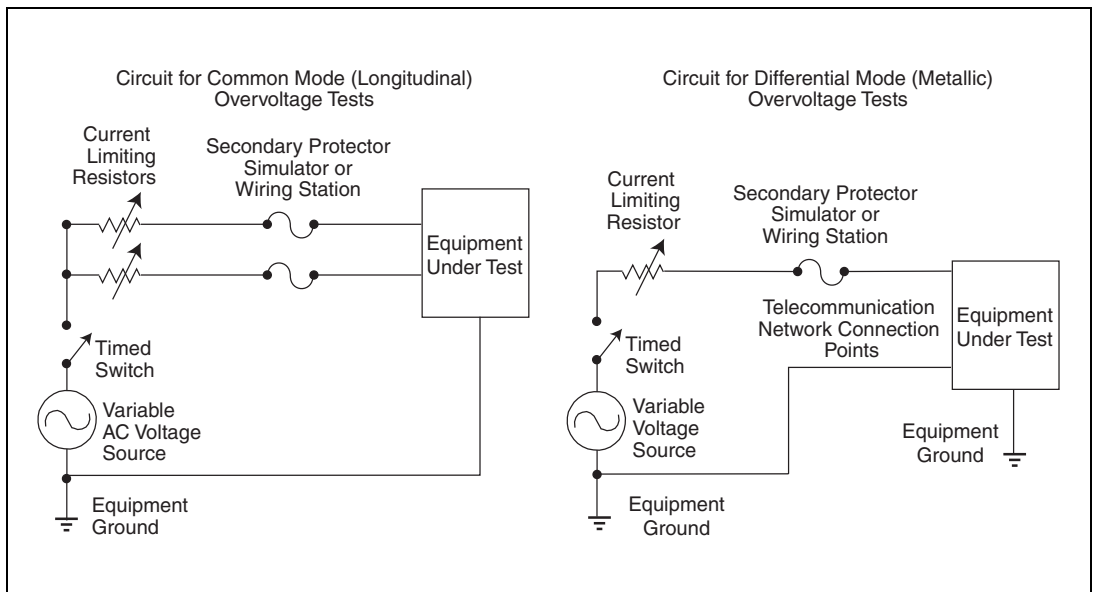 Circuit for Common Mode (Longitudinal)
Overvoltage Tests
Current
Limiting
Resistors
Secondary Protector
Simulator or
Wiring Station
Equipment
Under Test
Timed
Switch
Variable
AC Voltage
Source
Equipment
Ground
Circuit for Differential Mode (Metallic)
Overvoltage Tests
Current
Limiting
Resistor
Secondary Protector
Simulator or
Wiring Station
Telecommunication
Network Connection
Points
Equipment
Under Test
Timed
Switch
Variable
Voltage
Source
Equipment
Ground
Equipment
Ground